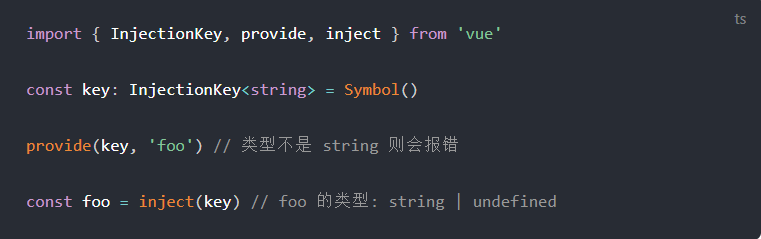 ts
import { InjectionKey, provide, inject } from 'vue'
const key: InjectionKey<string> = Symbol()
provide(key, 'foo') // 类型不是 string 则会报错
const foo = inject(key) // foo 的类型: string | undefined